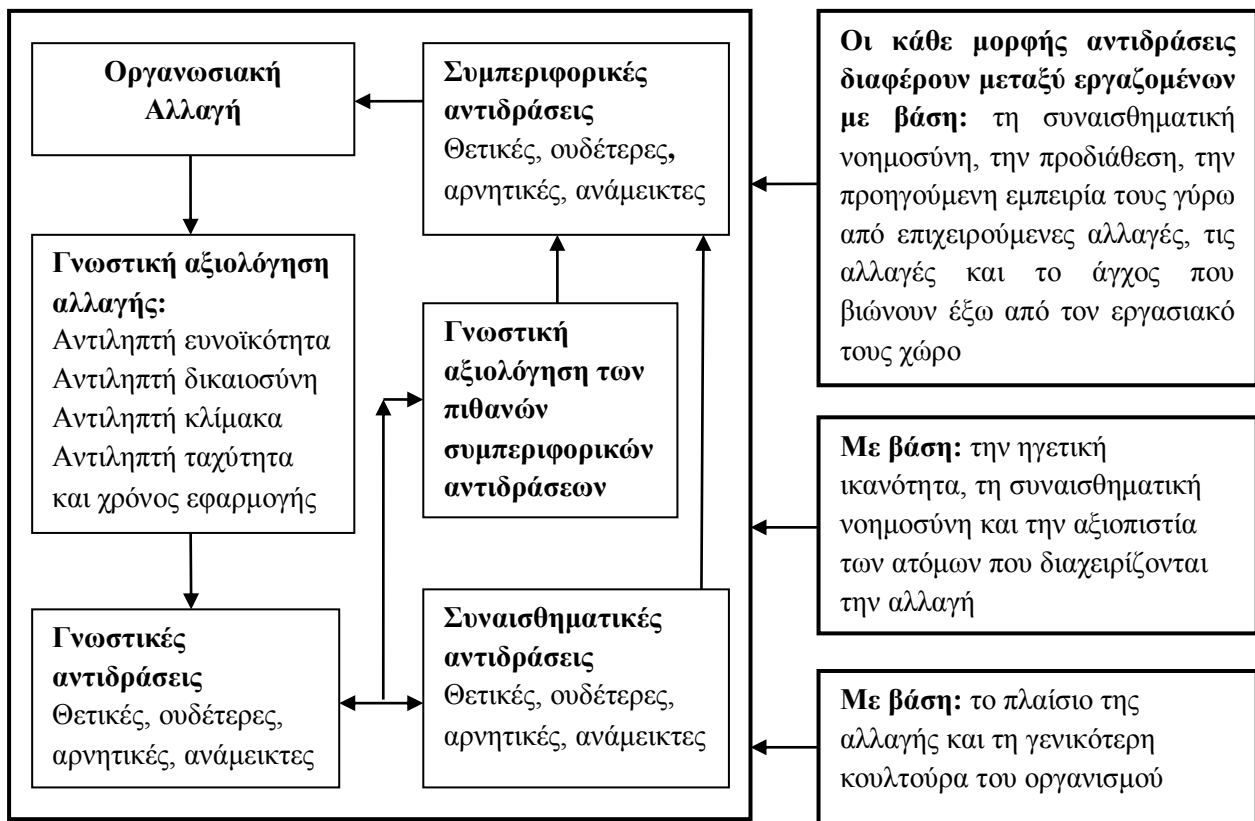 Οργανωσιακή
Αλλαγή
Γνωστική αξιολόγηση
αλλαγής:
Αντιληπτή ευνοϊκότητα
Αντιληπτή δικαιοσύνη
Αντιληπτή κλίμακα
Αντιληπτή ταχύτητα
και χρόνος εφαρμογής
Γνωστικές
αντιδράσεις
Θετικές, ουδέτερες,
αρνητικές, ανάμεικτες
Συμπεριφορικές
αντιδράσεις
Θετικές, ουδέτερες,
αρνητικές, ανάμεικτες
Γνωστική
αξιολόγηση των
πιθανών
συμπεριφορικών
αντιδράσεων
Συναισθηματικές
αντιδράσεις
Θετικές, ουδέτερες,
αρνητικές, ανάμεικτες
Οι κάθε μορφής αντιδράσεις
διαφέρουν μεταξύ εργαζομένων
με βάση: τη συναισθηματική
νοημοσύνη, την προδιάθεση, την
προηγούμενη εμπειρία τους γύρω
από επιχειρούμενες αλλαγές, τις
αλλαγές και το άγχος που
βιώνουν έξω από τον εργασιακό
τους χώρο
Με βάση: την ηγετική
ικανότητα, τη συναισθηματική
νοημοσύνη και την αξιοπιστία
των ατόμων που διαχειρίζονται
την αλλαγή
Με βάση: το πλαίσιο της
αλλαγής και τη γενικότερη
κουλτούρα του οργανισμού